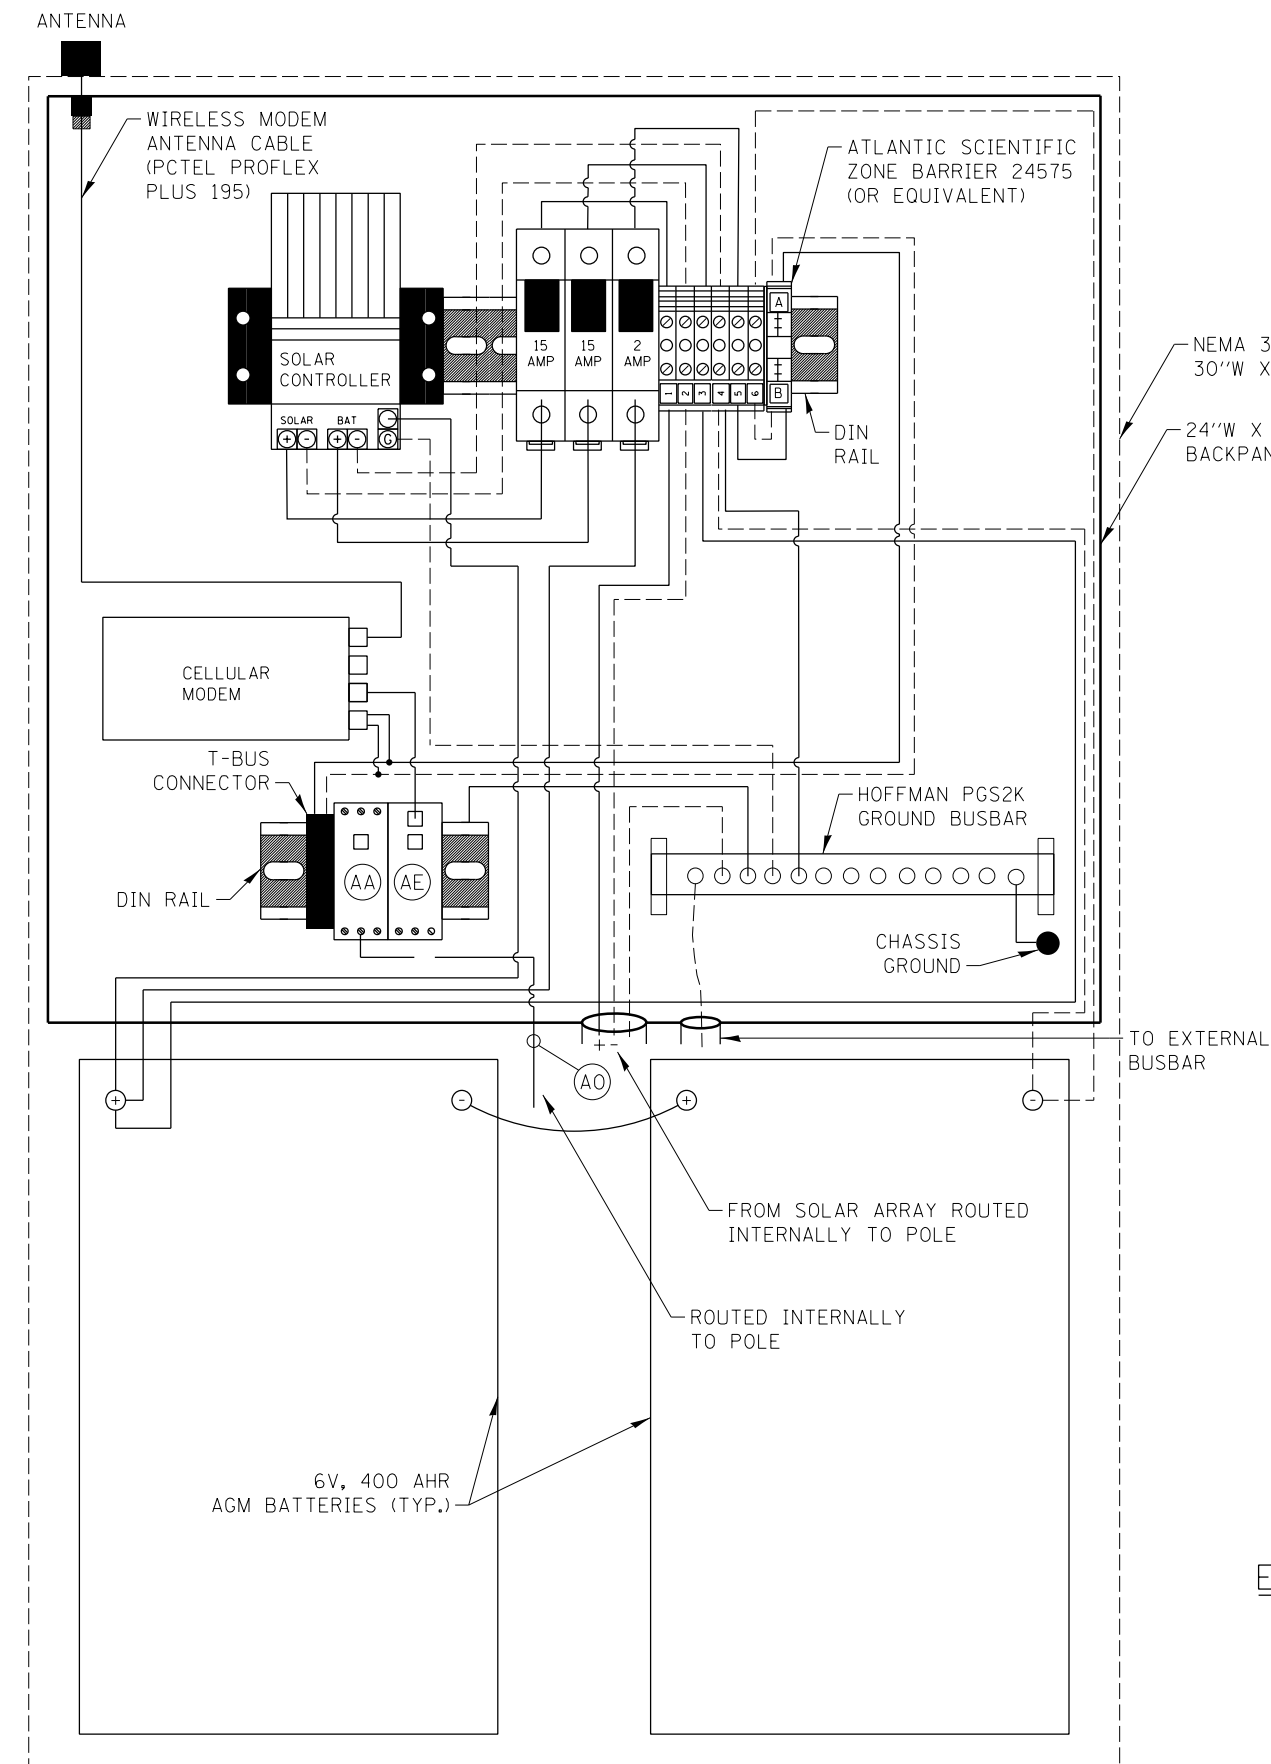 ANTENNA
WIRELESS MODEM
ANTENNA CABLE
(PCTEL PROFLEX
PLUS 195)
ATLANTIC SCIENTIFIC
ZONE BARRIER 24575
(OR EQUIVALENT)
A
15
AMP
15
AMP
2
AMP
SOLAR
CONTROLLER
NEMA 3
30"W X
1 2 3 4 5 6
B
SOLAR BAT
+ - + - G
DIN
RAIL
24"W X
BACKPAN
CELLULAR
MODEM
T-BUS
CONNECTOR
HOFFMAN PGS2K
GROUND BUSBAR
AA AE
DIN RAIL
CHASSIS
GROUND
+ -
TO EXTERNAL
BUSBAR
AO
+ - + -
FROM SOLAR ARRAY ROUTED
INTERNALLY TO POLE
ROUTED INTERNALLY
TO POLE
6V, 400 AHR
AGM BATTERIES (TYP.)
E